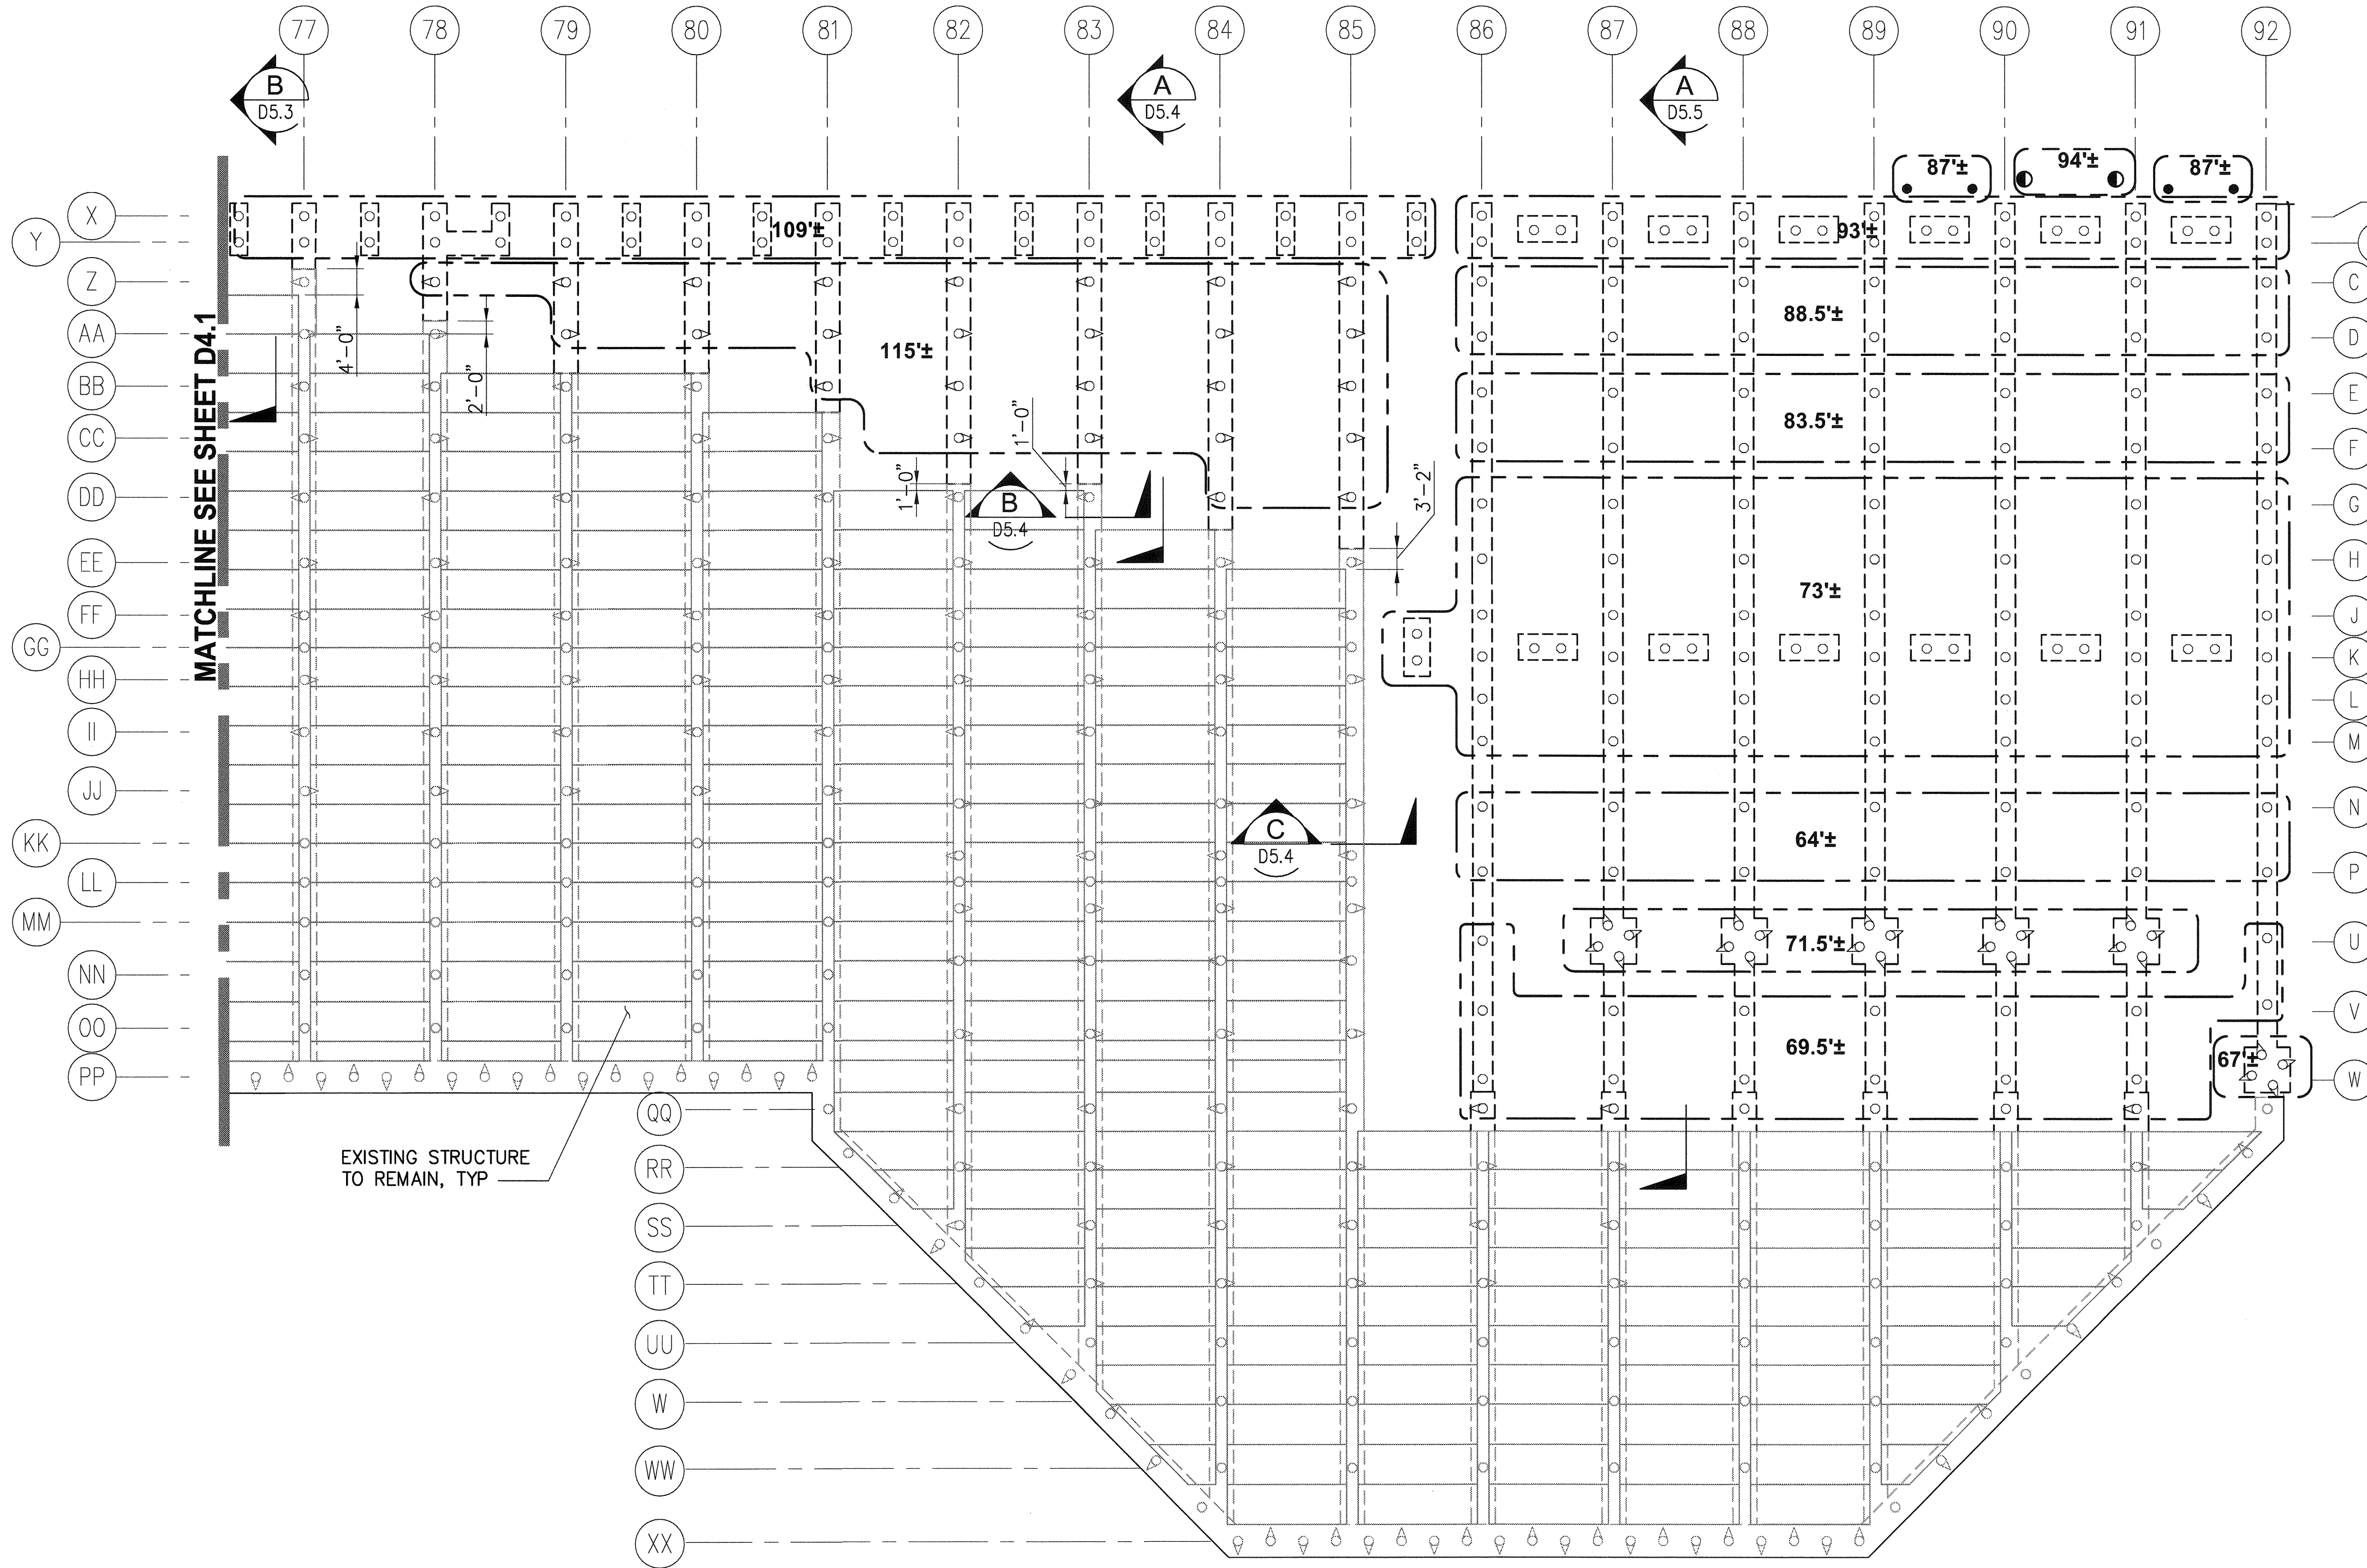 77 78 79 80 81 82 83 84 85 86 87 88 89 90 91 92
B
D5.3
A
D5.4
A
D5.5
87'±
94'±
87'±
X
Y
Z
AA
BB
CC
DD
EE
FF
GG
HH
II
JJ
KK
LL
MM
NN
OO
PP
MATCHLINE SEE SHEET D4.1
109'±
93'±
4'-0"
2'-0"
115'±
1'-0"
1'-0"
3'-2"
B
D5.4
C
D5.4
88.5'±
83.5'±
73'±
64'±
71.5'±
69.5'±
67'±
C
D
E
F
G
H
J
K
L
M
N
P
U
V
W
EXISTING STRUCTURE
TO REMAIN, TYP
QQ
RR
SS
TT
UU
W
WW
XX